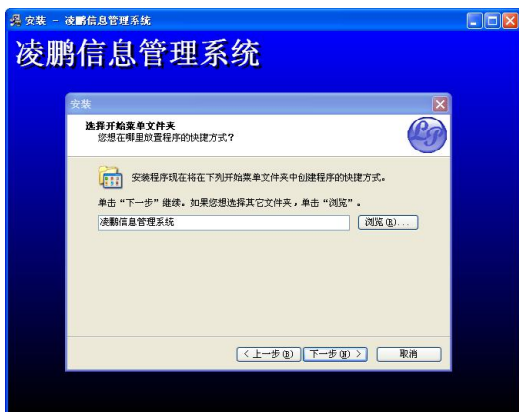 安装 - 凌鹏信息管理系统
凌鹏信息管理系统
安装
选择开始菜单文件夹
您想在哪里放置程序的快捷方式?
LP
安装程序现在将在下列开始菜单文件夹中创建程序的快捷方式。
单击“下一步”继续。如果您想选择其它文件夹，单击“浏览”。
凌鹏信息管理系统
浏览(R)...
< 上一步(B)
下一步(N) >
取消